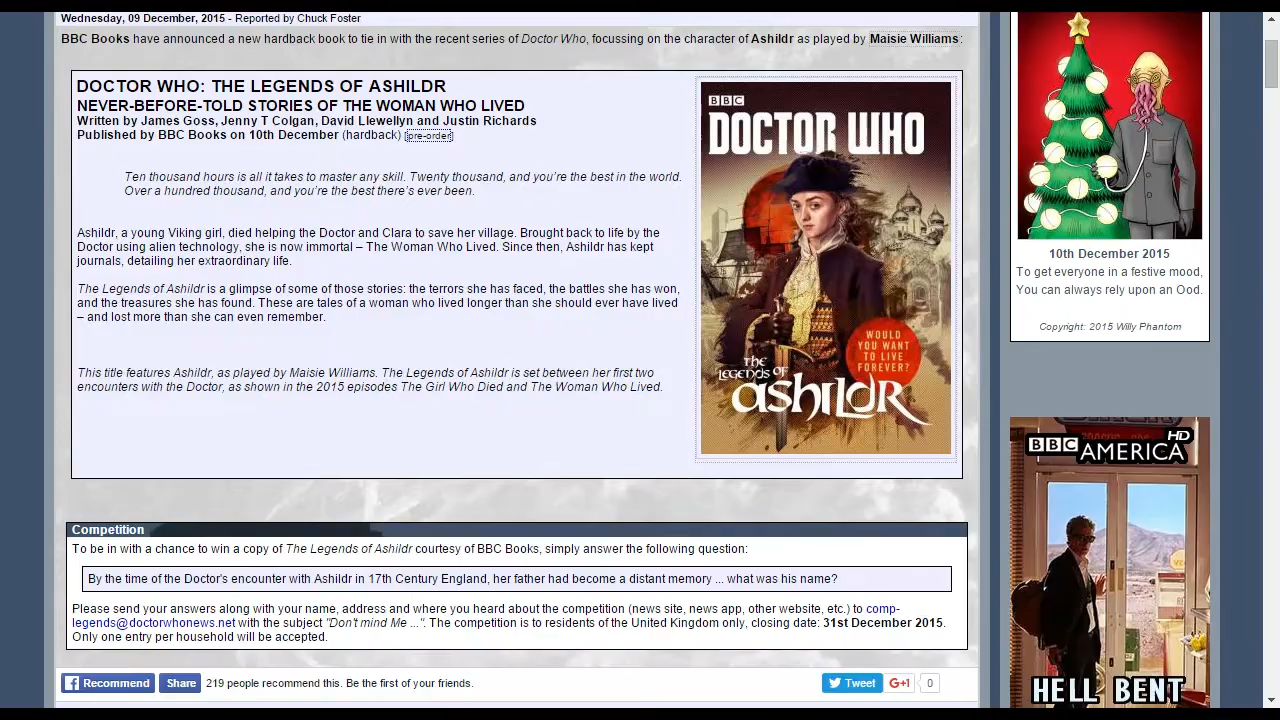 Wednesday, 09 December, 2015 - Reported by Chuck Foster
BBC Books have announced a new hardback book to tie in with the recent series of Doctor Who, focussing on the character of Ashildr as played by Maisie Williams:
DOCTOR WHO: THE LEGENDS OF ASHILDR
NEVER-BEFORE-TOLD STORIES OF THE WOMAN WHO LIVED
Written by James Goss, Jenny T Colgan, David Llewellyn and Justin Richards
Published by BBC Books on 10th December (hardback) [pre-order]
Ten thousand hours is all it takes to master any skill. Twenty thousand, and you're the best in the world.
Over a hundred thousand, and you're the best there's ever been.
Ashildr, a young Viking girl, died helping the Doctor and Clara to save her village. Brought back to life by the
Doctor using alien technology, she is now immortal – The Woman Who Lived. Since then, Ashildr has kept
journals, detailing her extraordinary life.
The Legends of Ashildr is a glimpse of some of those stories: the terrors she has faced, the battles she has won,
and the treasures she has found. These are tales of a woman who lived longer than she should ever have lived
– and lost more than she can even remember.
This title features Ashildr, as played by Maisie Williams. The Legends of Ashildr is set between her first two
encounters with the Doctor, as shown in the 2015 episodes The Girl Who Died and The Woman Who Lived.
BBC
DOCTOR WHO
WOULD
YOU WANT
TO LIVE
FOREVER?
THE
LEGENDS OF
ASHILDR
Competition
To be in with a chance to win a copy of The Legends of Ashildr courtesy of BBC Books, simply answer the following question:
By the time of the Doctor's encounter with Ashildr in 17th Century England, her father had become a distant memory ... what was his name?
Please send your answers along with your name, address and where you heard about the competition (news site, news app, other website, etc.) to comp-
legends@doctorwhonews.net with the subject "Don't mind Me ...". The competition is to residents of the United Kingdom only, closing date: 31st December 2015.
Only one entry per household will be accepted.
Recommend
Share
219 people recommend this. Be the first of your friends.
Tweet
G+1
0
10th December 2015
To get everyone in a festive mood,
You can always rely upon an Ood.
Copyright: 2015 Willy Phantom
BBC AMERICA HD
HELL BENT